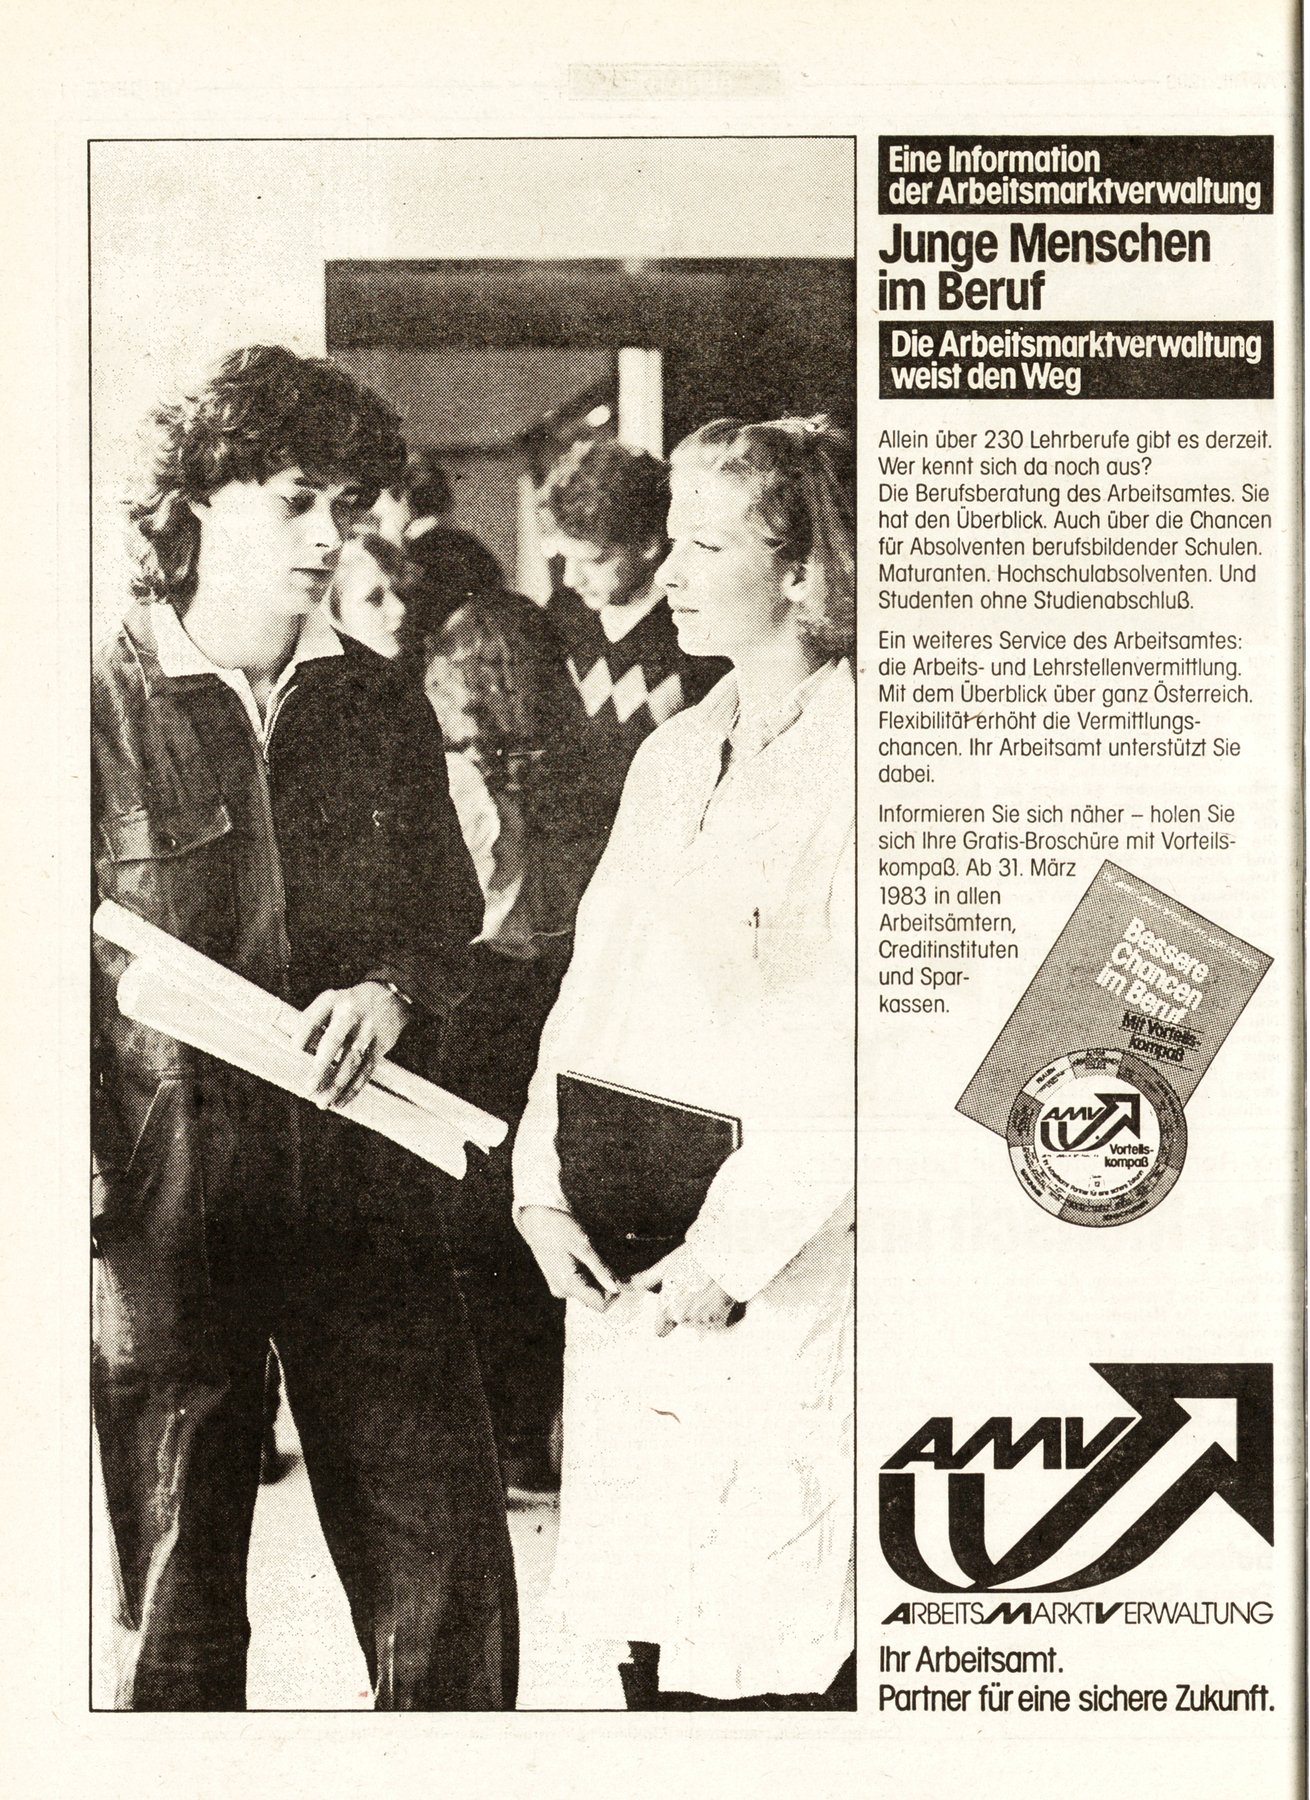 Eine Information
der Arbeitsmarktverwaltung
Junge Menschen
im Beruf
Die Arbeitsmarktverwaltung
weist den Weg
Allein über 230 Lehrberufe gibt es derzeit.
Wer kennt sich da noch aus?
Die Berufsberatung des Arbeitsamtes. Sie
hat den Überblick. Auch über die Chancen
für Absolventen berufsbildender Schulen.
Maturanten. Hochschulabsolventen. Und
Studenten ohne Studienabschluß.
Ein weiteres Service des Arbeitsamtes:
die Arbeits- und Lehrstellenvermittlung.
Mit dem Überblick über ganz Österreich.
Flexibilität erhöht die Vermittlungs-
chancen. Ihr Arbeitsamt unterstützt Sie
dabei.
Informieren Sie sich näher – holen Sie
sich Ihre Gratis-Broschüre mit Vorteils-
kompaß. Ab 31. März
1983 in allen
Arbeitsämtern,
Creditinstituten
und Spar-
kassen.
Bessere
Chancen
im Beruf
Mit Vorteils-
kompaß
AMV
Vorteils-
kompaß
AMV
ARBEITSMARKTVERWALTUNG
Ihr Arbeitsamt.
Partner für eine sichere Zukunft.